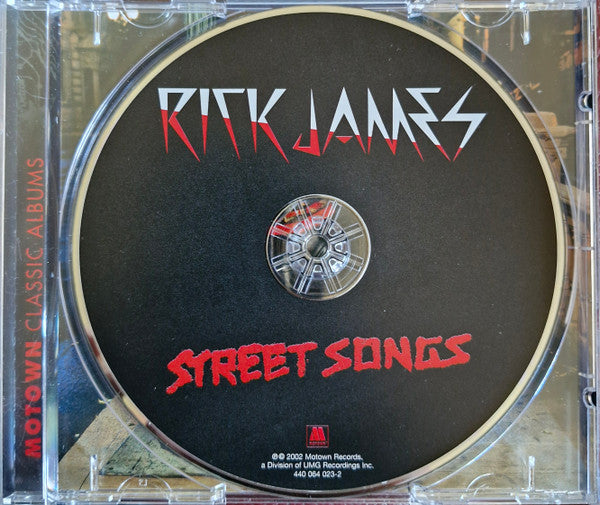 MOTOWN CLASSIC ALBUMS
RICK JAMES
STREET SONGS
℗© 2002 Motown Records,
a Division of UMG Recordings Inc.
440 064 023-2